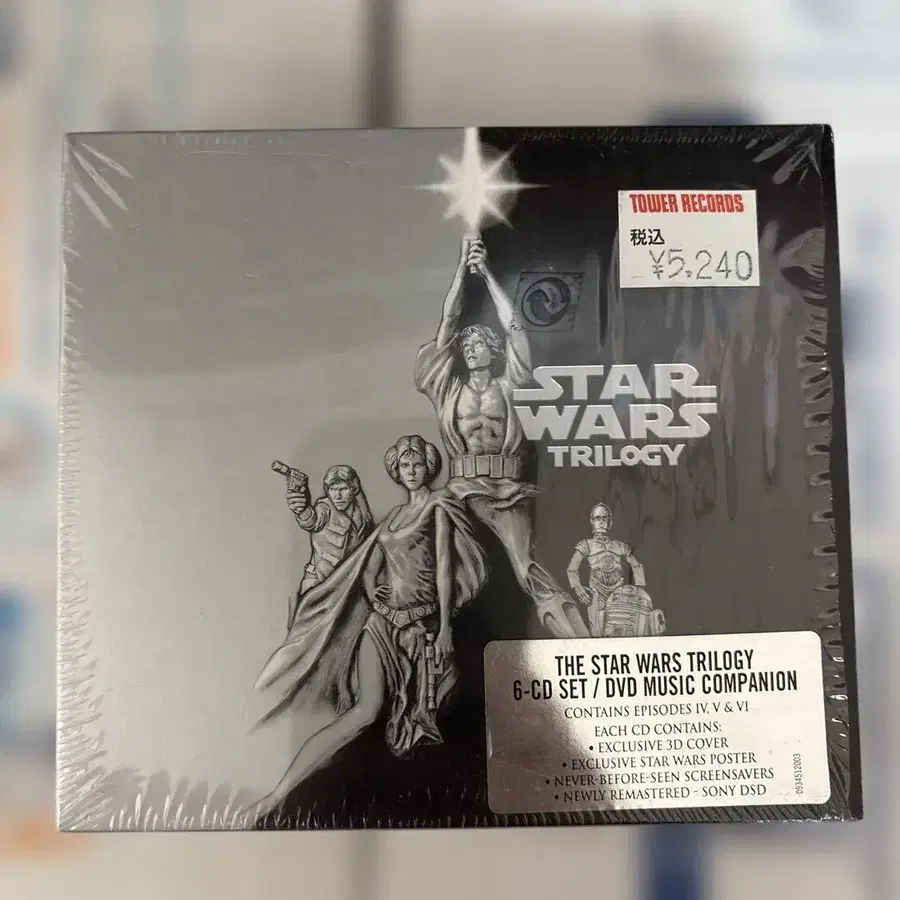 TOWER RECORDS
税込
¥5,240
STAR
WARS
TRILOGY
THE STAR WARS TRILOGY
6-CD SET / DVD MUSIC COMPANION
CONTAINS EPISODES IV, V & VI
EACH CD CONTAINS:
• EXCLUSIVE 3D COVER
• EXCLUSIVE STAR WARS POSTER
• NEVER-BEFORE-SEEN SCREENSAVERS
• NEWLY REMASTERED - SONY DSD
0934512003